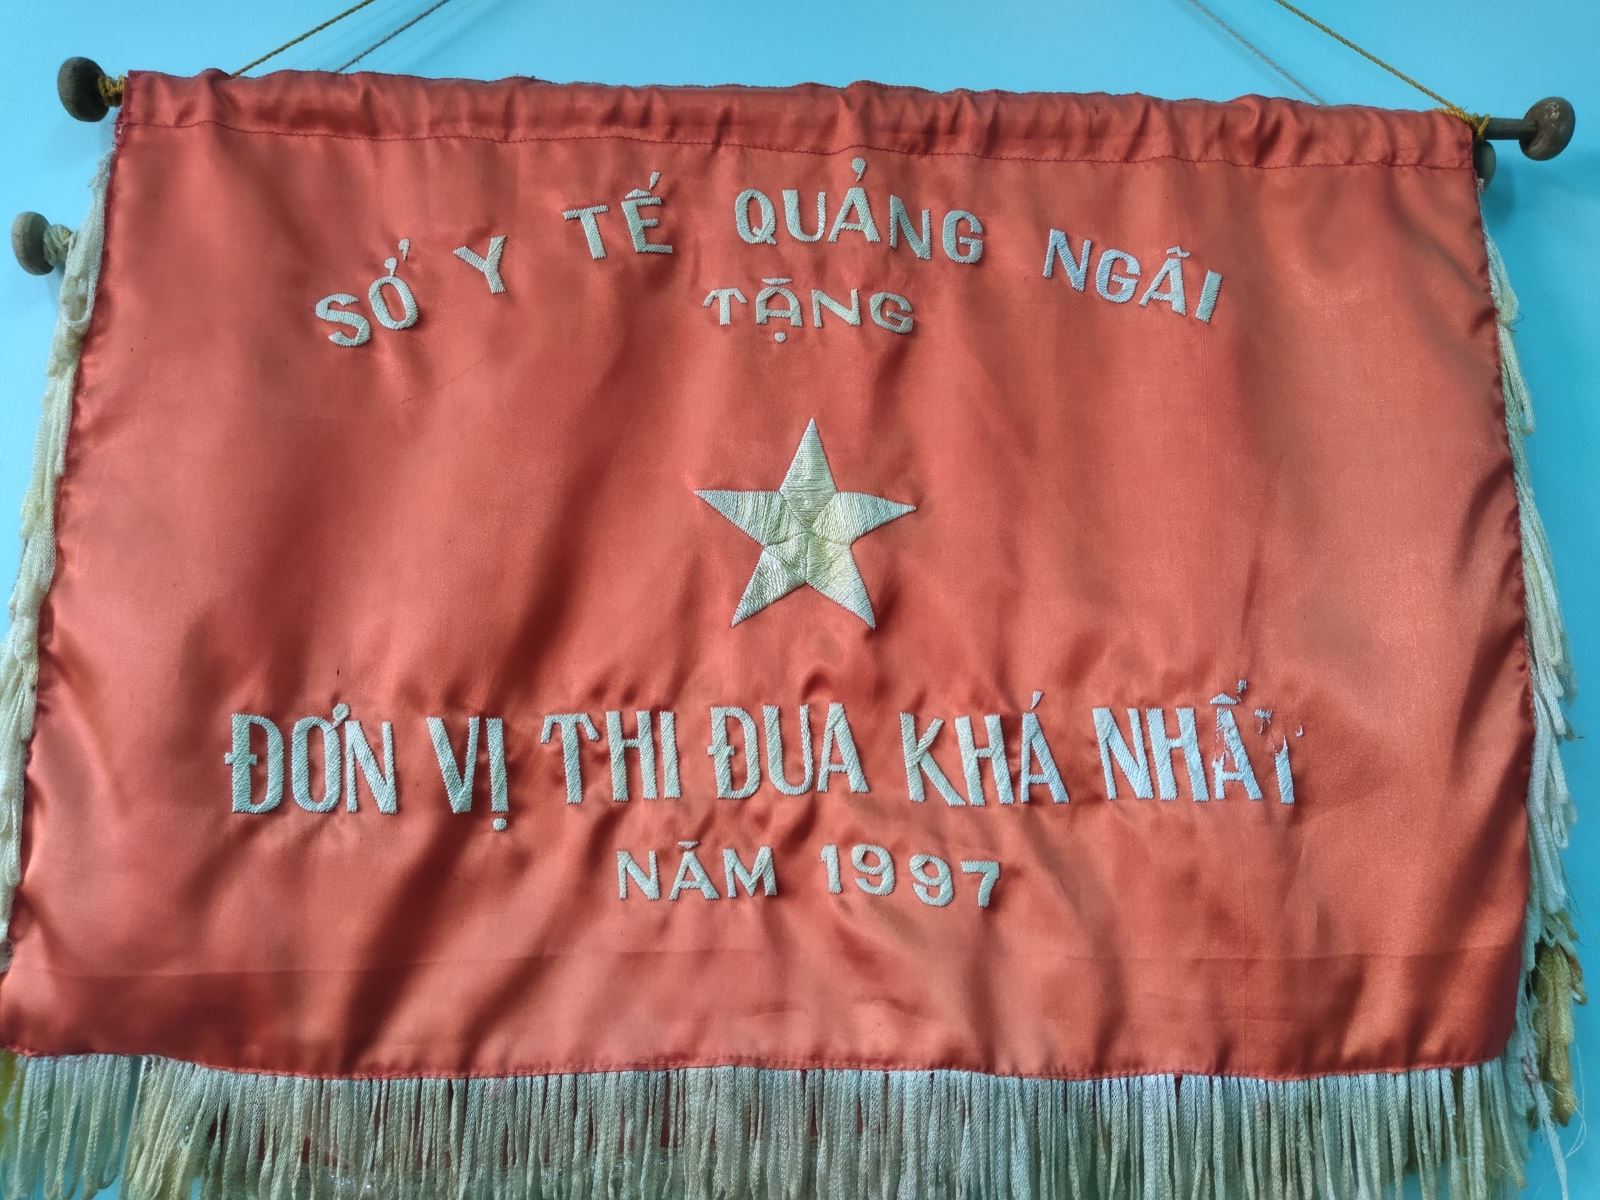 SỞ Y TẾ QUẢNG NGÃI
TẶNG
ĐƠN VỊ THI ĐUA KHÁ NHẤT
NĂM 1997